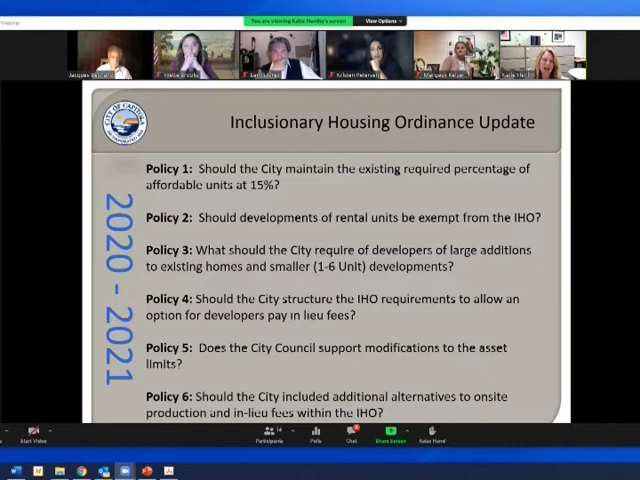 You are viewing Katie Herlihy's screen
View Options
Inclusionary Housing Ordinance Update
CITY OF CAPITOLA
2020 - 2021
Policy 1: Should the City maintain the existing required percentage of
affordable units at 15%?
Policy 2: Should developments of rental units be exempt from the IHO?
Policy 3: What should the City require of developers of large additions
to existing homes and smaller (1-6 Unit) developments?
Policy 4: Should the City structure the IHO requirements to allow an
option for developers pay in lieu fees?
Policy 5: Does the City Council support modifications to the asset
limits?
Policy 6: Should the City included additional alternatives to onsite
production and in-lieu fees within the IHO?
Start Video
Participants
14
Polls
Chat
Share Screen
Raise Hand